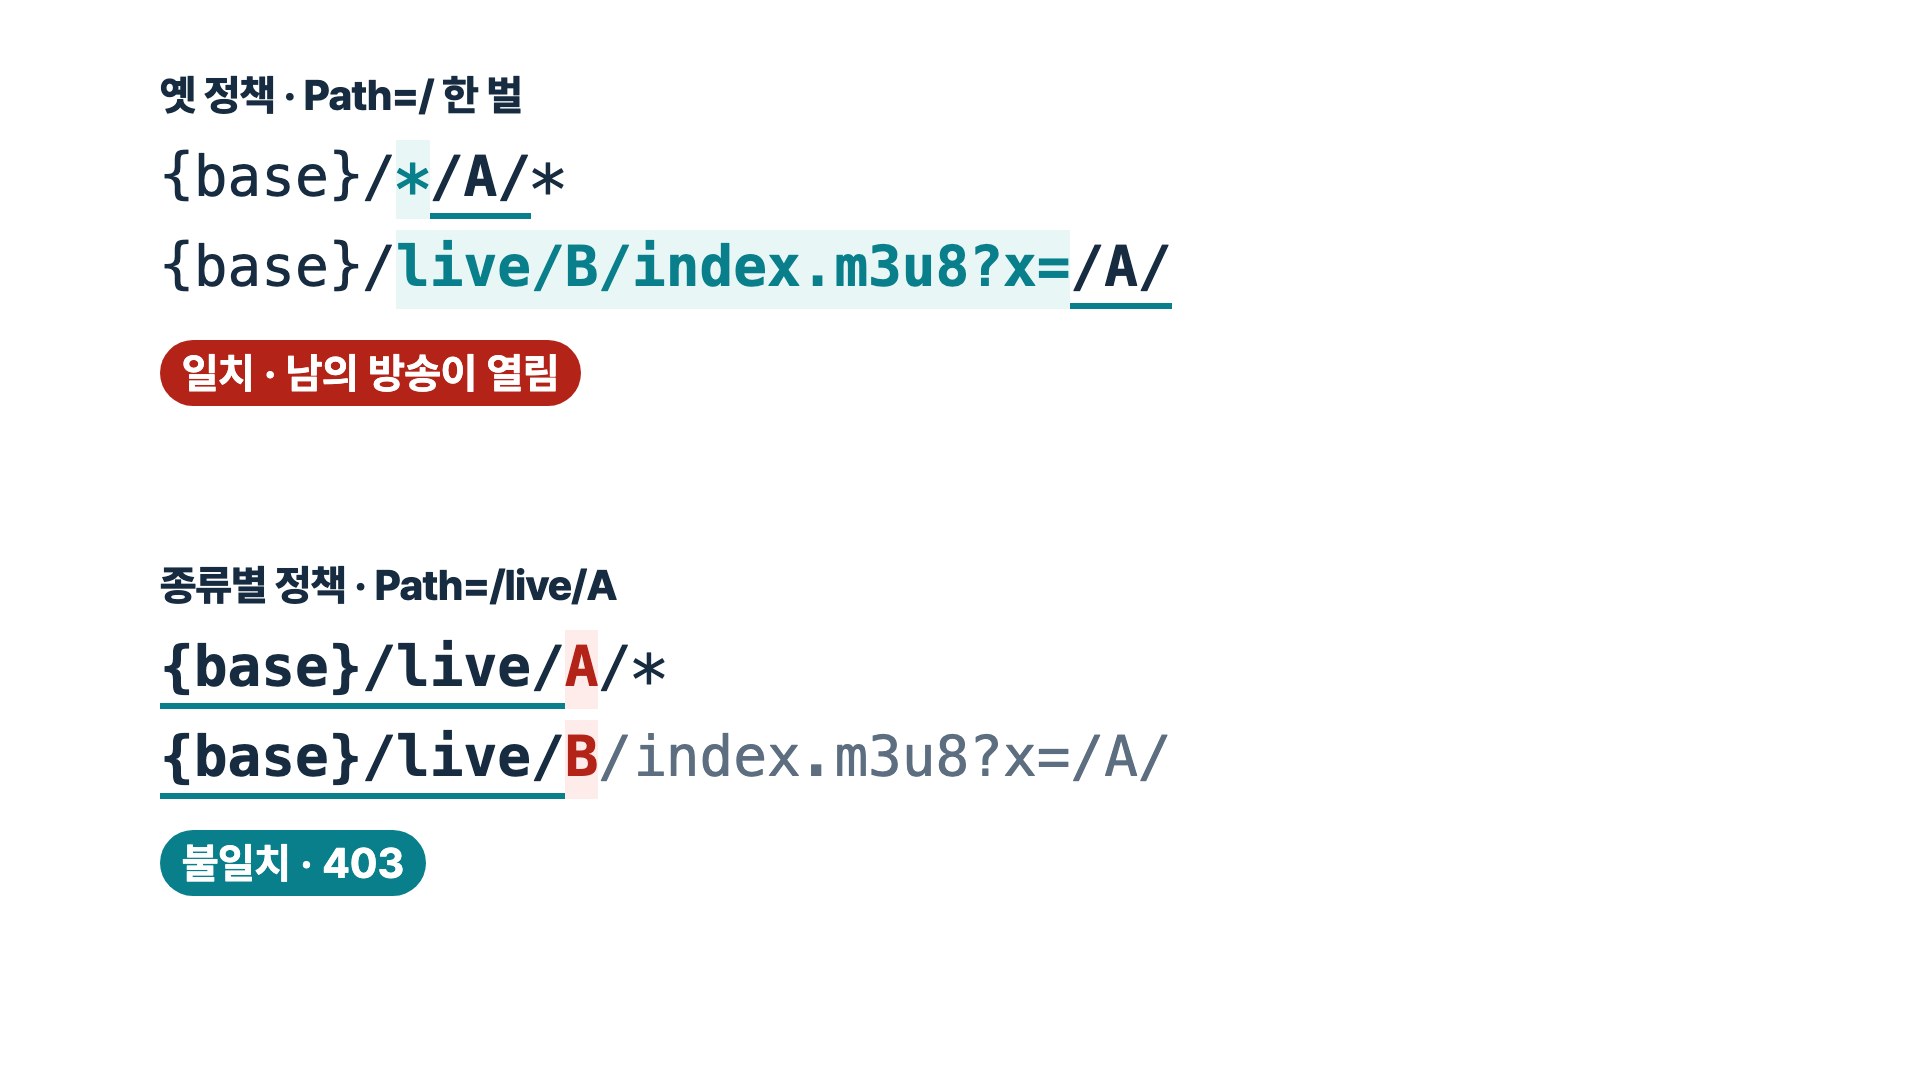 옛 정책 · Path=/ 한 벌
{base}/*/A/*
{base}/live/B/index.m3u8?x=/A/
일치 · 남의 방송이 열림
종류별 정책 · Path=/live/A
{base}/live/A/*
{base}/live/B/index.m3u8?x=/A/
불일치 · 403